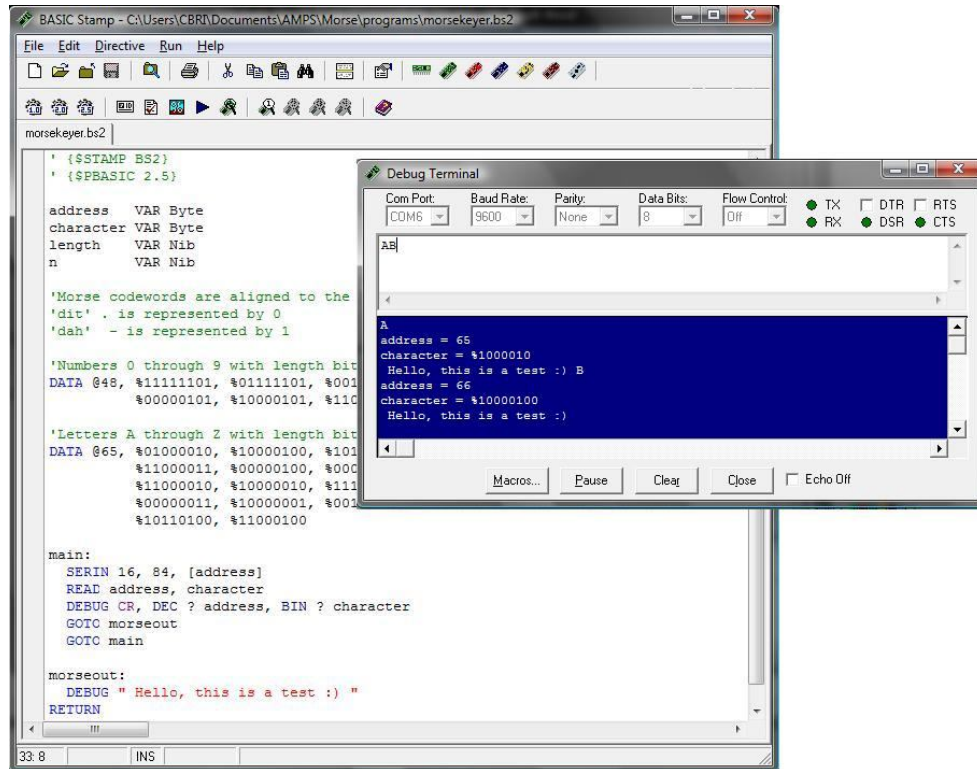 BASIC Stamp - C:\Users\CBRI\Documents\AMPS\Morse\programs\morsekeyer.bs2
File Edit Directive Run Help
morsekeyer.bs2
' {$STAMP BS2}
' {$PBASIC 2.5}
address VAR Byte
character VAR Byte
length VAR Nib
n VAR Nib
'Morse codewords are aligned to the
'dit' . is represented by 0
'dah' - is represented by 1
'Numbers 0 through 9 with length bit
DATA @48, %11111101, %01111101, %001
%00000101, %10000101, %110
'Letters A through Z with length bit
DATA @65, %01000010, %10000100, %101
%11000011, %00000100, %000
%11000010, %10000010, %111
%00000011, %10000001, %001
%10110100, %11000100
main:
SERIN 16, 84, [address]
READ address, character
DEBUG CR, DEC ? address, BIN ? character
GOTO morseout
GOTO main
morseout:
DEBUG " Hello, this is a test :) "
RETURN
33: 8 INS
Debug Terminal
Com Port: Baud Rate: Parity: Data Bits: Flow Control:
COM6 9600 None 8 Off
TX DTR RTS
RX DSR CTS
AB
A
address = 65
character = %1000010
Hello, this is a test :) B
address = 66
character = %10000100
Hello, this is a test :)
Macros... Pause Clear Close Echo Off